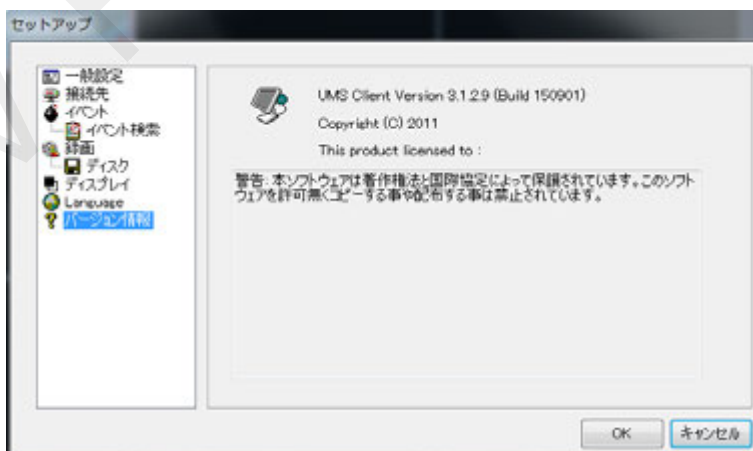 セットアップ
一般設定
接続先
イベント
イベント検索
録画
ディスク
ディスプレイ
Language
バージョン情報
UMS Client Version 3.1.2.9 (Build 150901)
Copyright (C) 2011
This product licensed to :
警告: 本ソフトウェアは著作権法と国際協定によって保護されています。このソフト
ウェアを許可無くコピーする事や配布する事は禁止されています。
OK
キャンセル